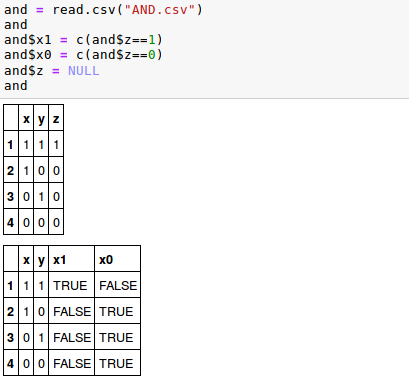 and = read.csv("AND.csv")
and
and$x1 = c(and$z==1)
and$x0 = c(and$z==0)
and$z = NULL
and
x y z
1 1 1 1
2 1 0 0
3 0 1 0
4 0 0 0
x y x1 x0
1 1 1 TRUE FALSE
2 1 0 FALSE TRUE
3 0 1 FALSE TRUE
4 0 0 FALSE TRUE